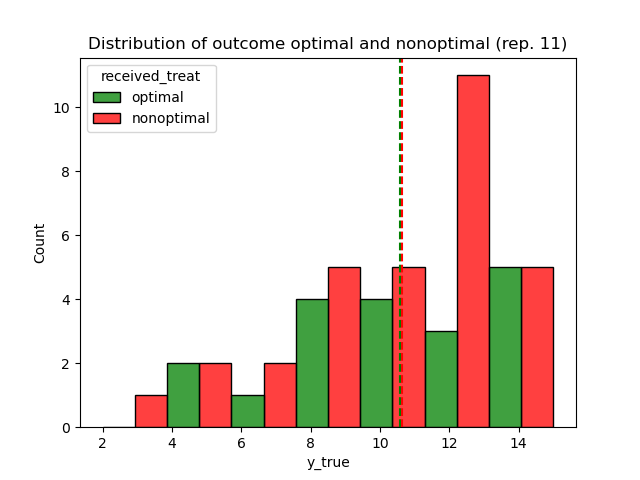 Distribution of outcome optimal and nonoptimal (rep. 11)
received_treat
optimal
nonoptimal
10
8
6
4
2
0
Count
2 4 6 8 10 12 14
y_true